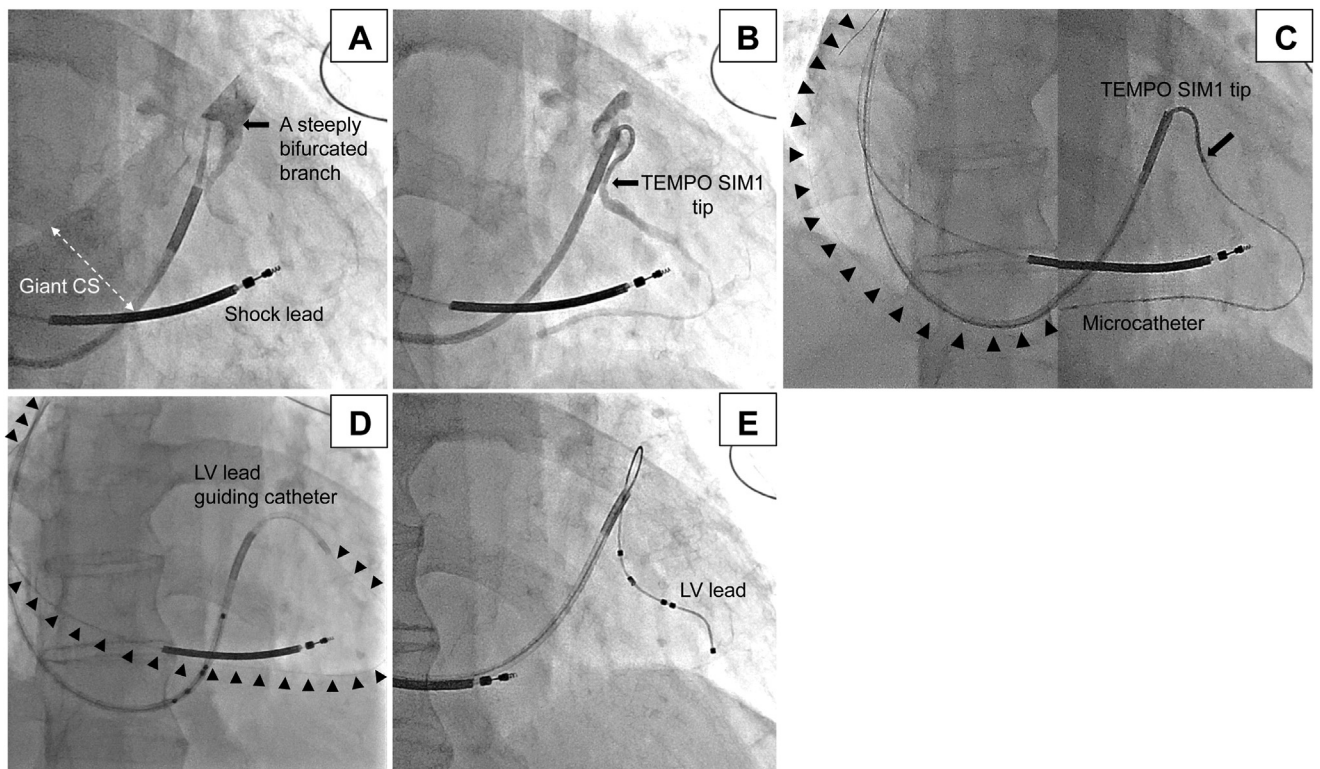 A
A steeply
bifurcated
branch
Giant CS
Shock lead
B
TEMPO SIM1
tip
C
TEMPO SIM1 tip
Microcatheter
D
LV lead
guiding catheter
E
LV lead